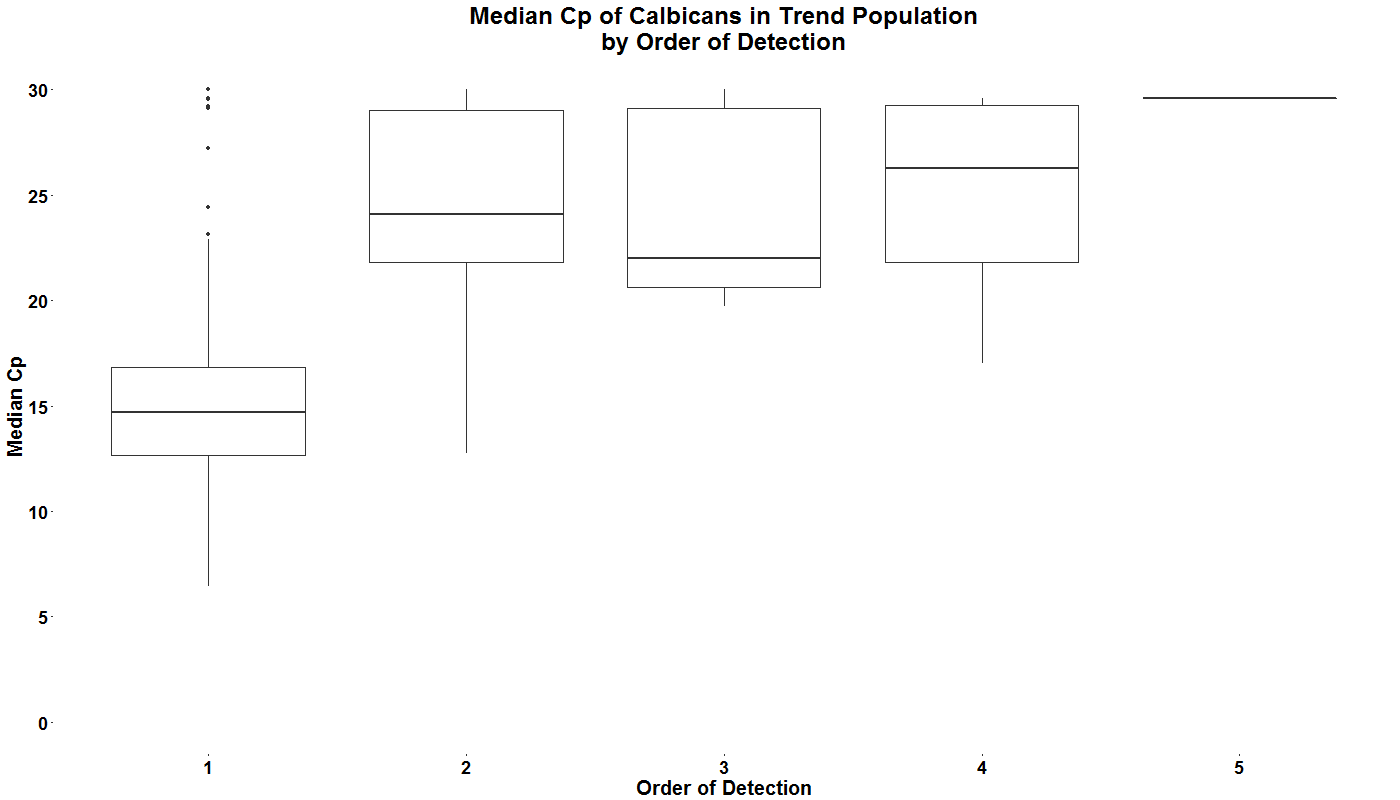 Median Cp of Calbicans in Trend Population
by Order of Detection
30
25
20
15
10
5
0
Median Cp
1 2 3 4 5
Order of Detection